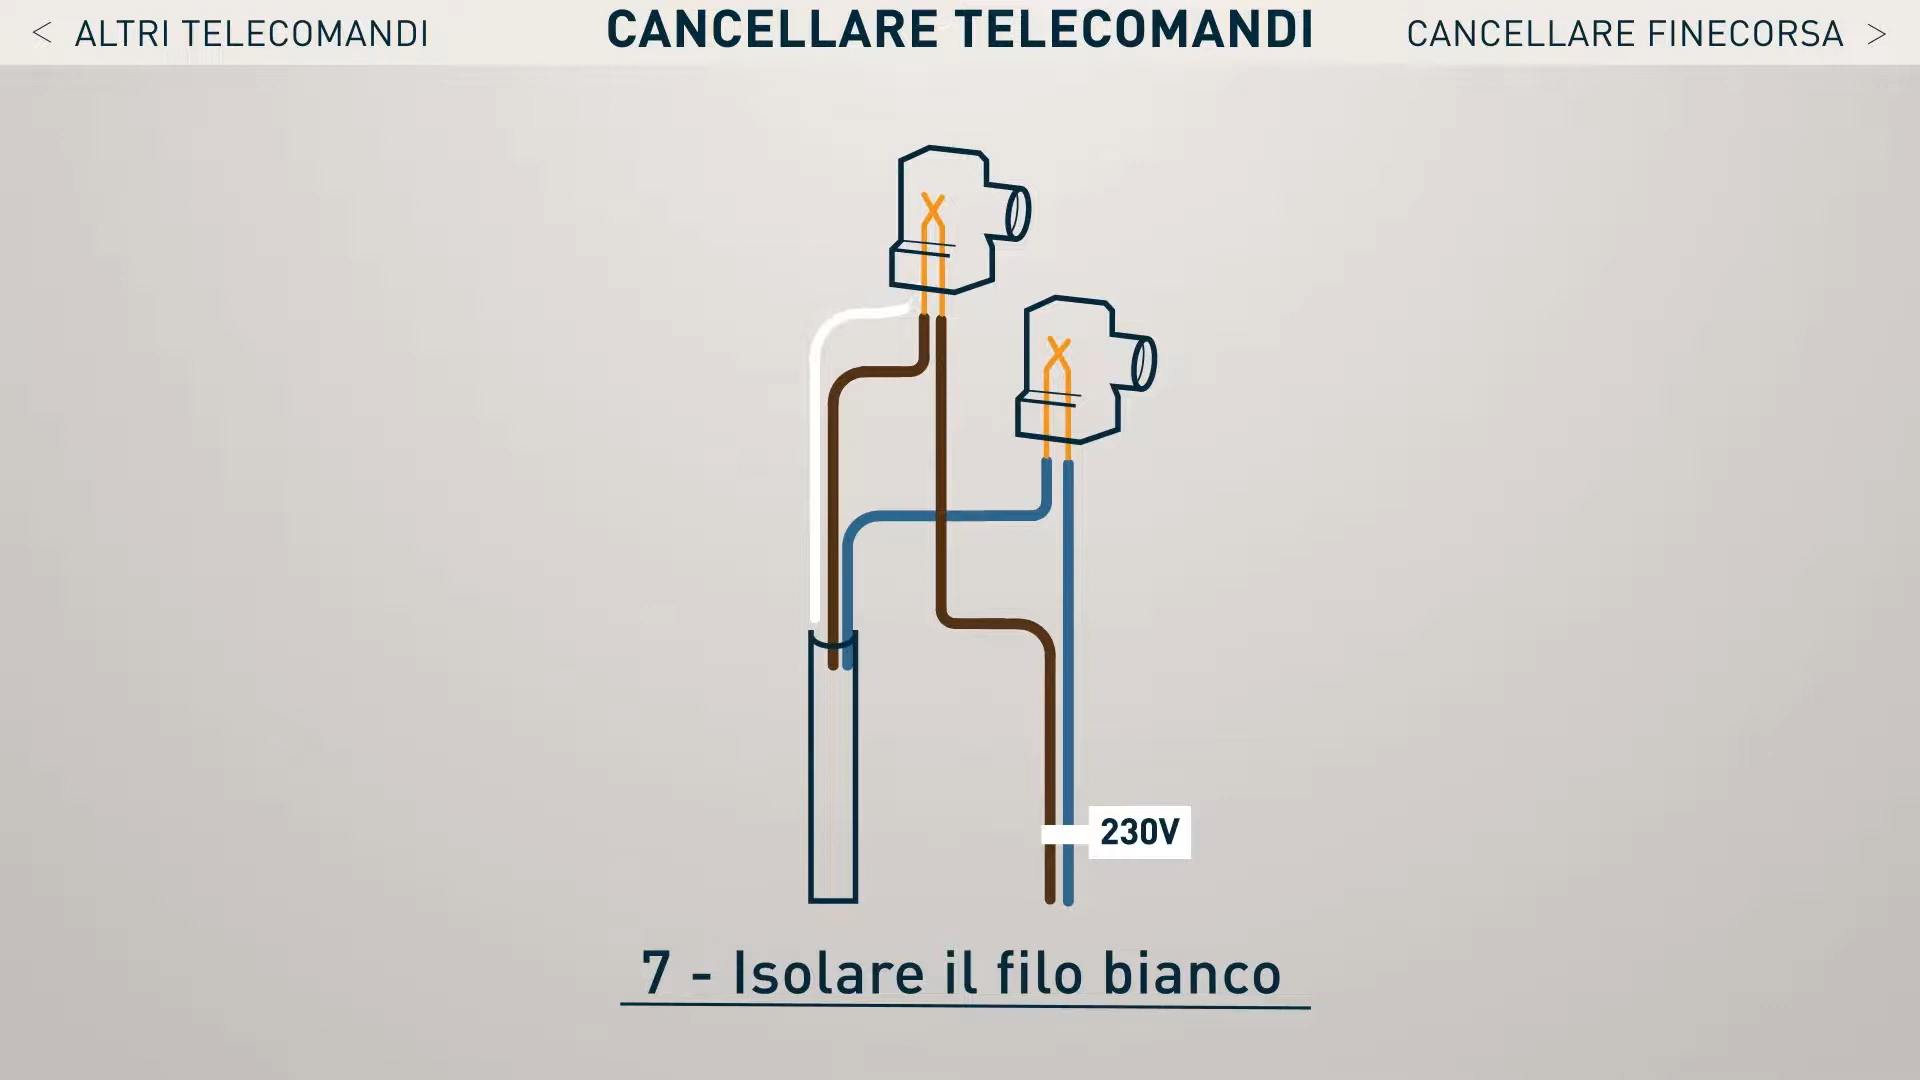 < ALTRI TELECOMANDI
CANCELLARE TELECOMANDI
CANCELLARE FINECORSA >
230V
7 - Isolare il filo bianco